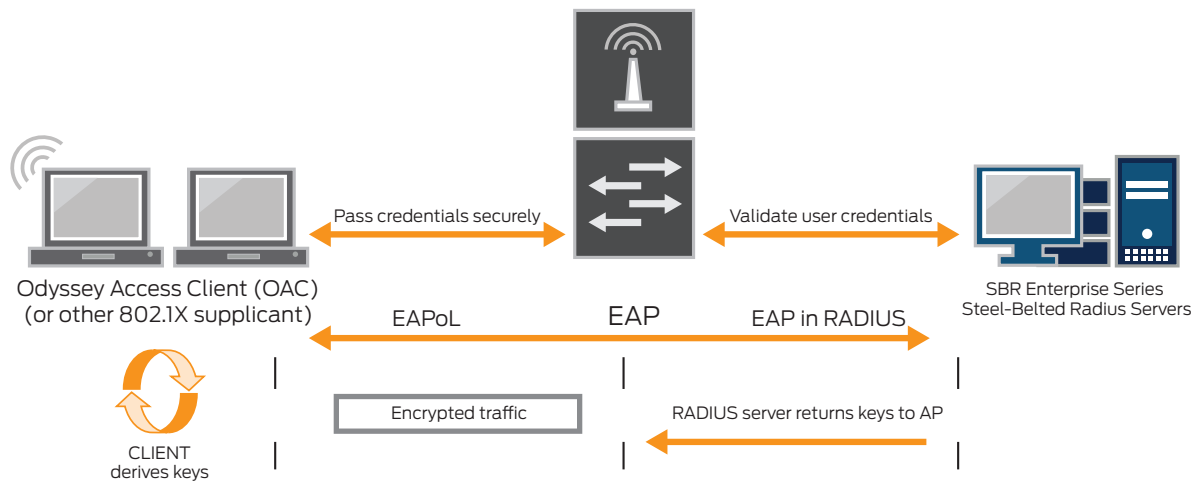 Pass credentials securely
Validate user credentials
Odyssey Access Client (OAC)
(or other 802.1X supplicant)
SBR Enterprise Series
Steel-Belted Radius Servers
EAPoL
EAP
EAP in RADIUS
Encrypted traffic
RADIUS server returns keys to AP
CLIENT
derives keys